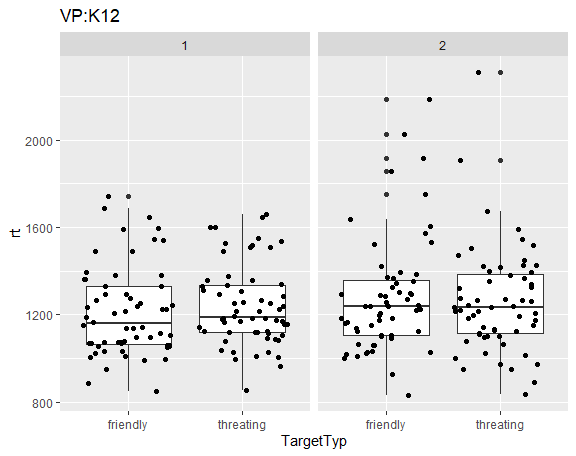 VP:K12
1
2
rt
2000
1600
1200
800
friendly
threating
friendly
threating
TargetTyp